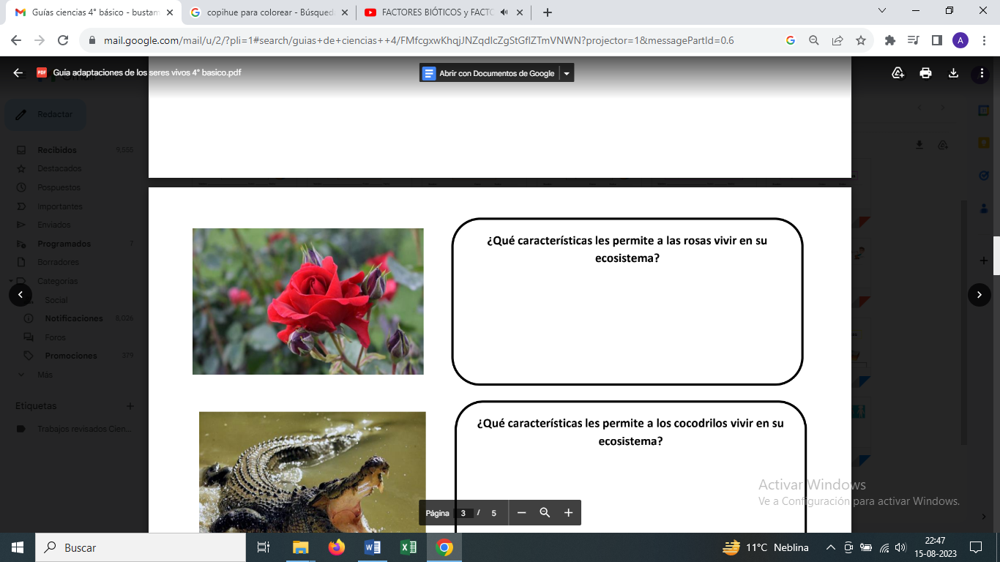 Guías ciencias 4° básico - bustam
copihue para colorear - Búsqued
FACTORES BIÓTICOS y FACTO
mail.google.com/mail/u/2/?pli=1#search/guias+de+ciencias++4/FMfcgxwKhqjJNZqdlcZgStGflZTmVNWN?projector=1&messagePartId=0.6
A
PDF
Guía adaptaciones de los seres vivos 4° basico.pdf
Abrir con Documentos de Google
Redactar
Recibidos 9,555
Destacados
Pospuestos
Importantes
Enviados
Programados 7
Borradores
Categorías
Social
Notificaciones 8,026
Foros
Promociones 379
Más
Etiquetas
Trabajos revisados Cien...
¿Qué características les permite a las rosas vivir en su
ecosistema?
¿Qué características les permite a los cocodrilos vivir en su
ecosistema?
Activar Windows
Ve a Configuración para activar Windows.
Página 3 / 5
Buscar
11°C Neblina
22:47
15-08-2023